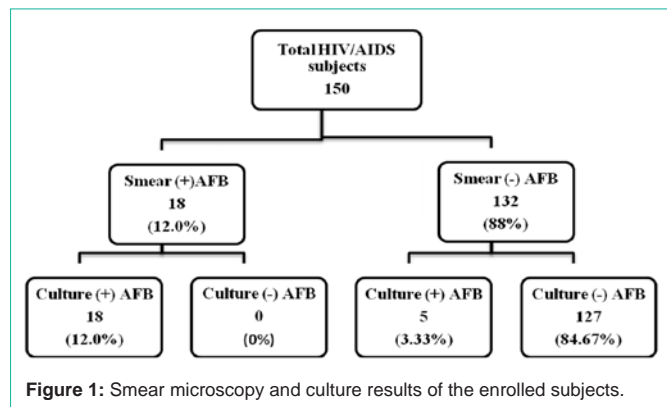 Total HIV/AIDS
subjects
150
Smear (+)AFB
18
(12.0%)
Smear (-) AFB
132
(88%)
Culture (+) AFB
18
(12.0%)
Culture (-) AFB
0
(0%)
Culture (+) AFB
5
(3.33%)
Culture (-) AFB
127
(84.67%)
Figure 1: Smear microscopy and culture results of the enrolled subjects.